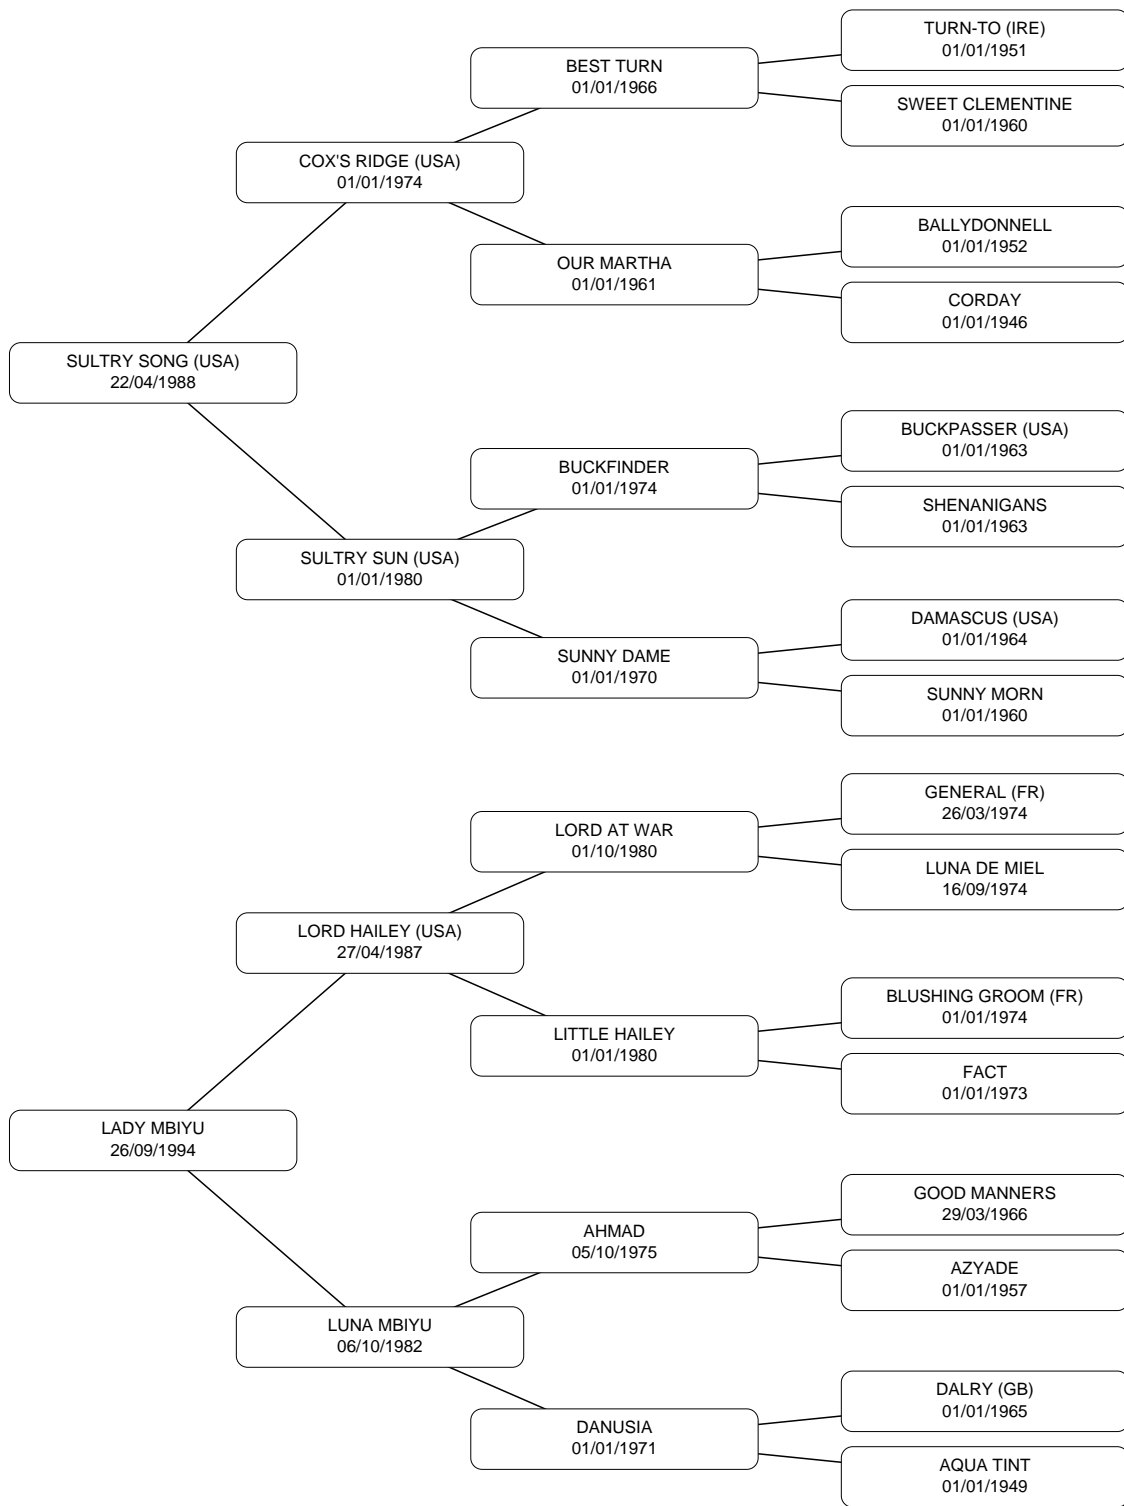 TURN-TO (IRE)
01/01/1951
BEST TURN
01/01/1966
SWEET CLEMENTINE
01/01/1960
COX'S RIDGE (USA)
01/01/1974
BALLYDONNELL
01/01/1952
OUR MARTHA
01/01/1961
CORDAY
01/01/1946
SULTRY SONG (USA)
22/04/1988
BUCKPASSER (USA)
01/01/1963
BUCKFINDER
01/01/1974
SHENANIGANS
01/01/1963
SULTRY SUN (USA)
01/01/1980
DAMASCUS (USA)
01/01/1964
SUNNY DAME
01/01/1970
SUNNY MORN
01/01/1960
GENERAL (FR)
26/03/1974
LORD AT WAR
01/10/1980
LUNA DE MIEL
16/09/1974
LORD HAILEY (USA)
27/04/1987
BLUSHING GROOM (FR)
01/01/1974
LITTLE HAILEY
01/01/1980
FACT
01/01/1973
LADY MBIYU
26/09/1994
GOOD MANNERS
29/03/1966
AHMAD
05/10/1975
AZYADE
01/01/1957
LUNA MBIYU
06/10/1982
DALRY (GB)
01/01/1965
DANUSIA
01/01/1971
AQUA TINT
01/01/1949